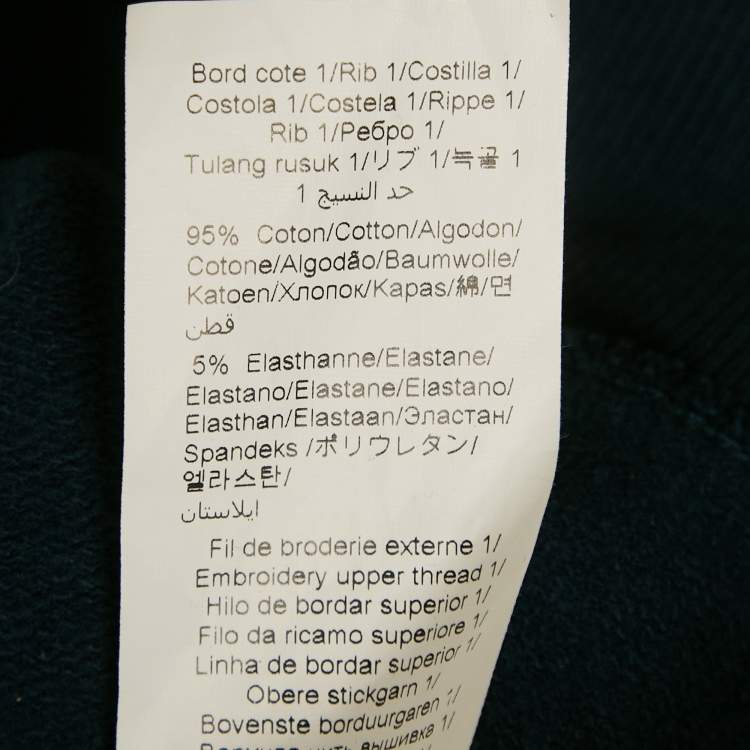 Bord cote 1/Rib 1/Costilla 1/
Costola 1/Costela 1/Rippe 1/
Rib 1/Ребро 1/
Tulang rusuk 1/リブ 1/늑골 1
حد النسيج 1
95% Coton/Cotton/Algodon/
Cotone/Algodão/Baumwolle/
Katoen/Хлопок/Kapas/綿/면
قطن
5% Elasthanne/Elastane/
Elastano/Elastane/Elastano/
Elasthan/Elastaan/Эластан/
Spandeks /ポリウレタン/
엘라스탄/
ايلاستان
Fil de broderie externe 1/
Embroidery upper thread 1/
Hilo de bordar superior 1/
Filo da ricamo superiore 1/
Linha de bordar superior 1/
Obere stickgarn 1/
Bovenste borduurgaren 1/
нить вышивка 1/